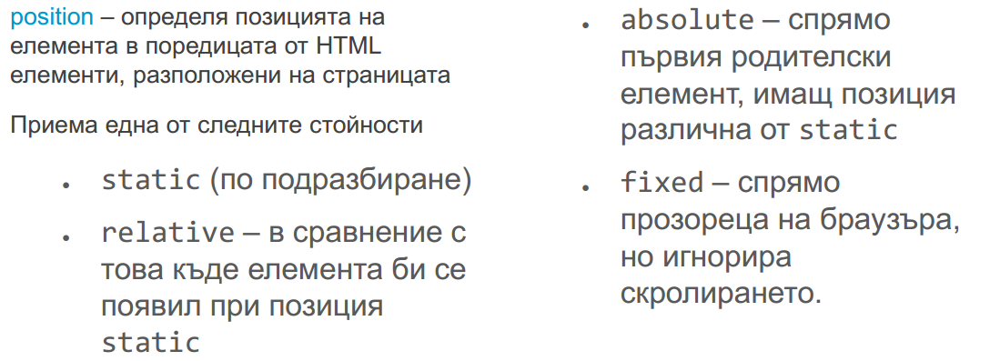 position – определя позицията на
елемента в поредицата от HTML
елементи, разположени на страницата
Приема една от следните стойности
• static (по подразбиране)
• relative – в сравнение с
това къде елемента би се
появил при позиция
static
• absolute – спрямо
първия родителски
елемент, имащ позиция
различна от static
• fixed – спрямо
прозореца на браузъра,
но игнорира
скролирането.